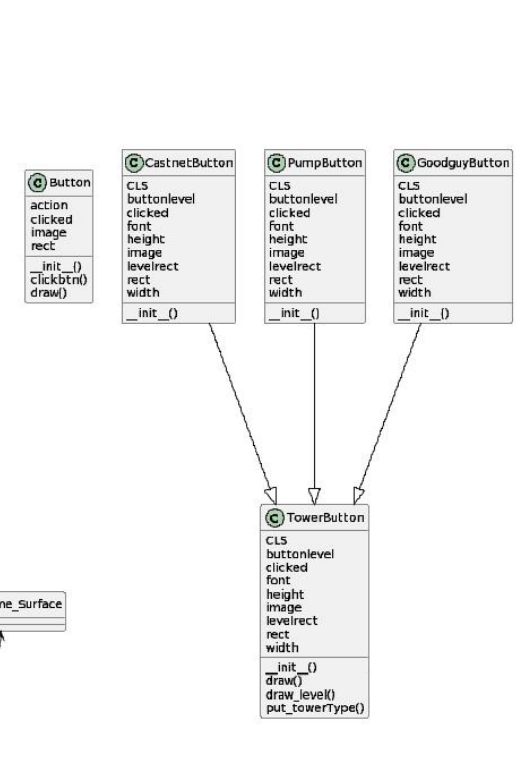 C Button
action
clicked
image
rect
__init__()
clickbtn()
draw()
C CastnetButton
CLS
buttonlevel
clicked
font
height
image
levelrect
rect
width
__init__()
C PumpButton
CLS
buttonlevel
clicked
font
height
image
levelrect
rect
width
__init__()
C GoodguyButton
CLS
buttonlevel
clicked
font
height
image
levelrect
rect
width
__init__()
ne_Surface
C TowerButton
CLS
buttonlevel
clicked
font
height
image
levelrect
rect
width
__init__()
draw()
draw_level()
put_towerType()